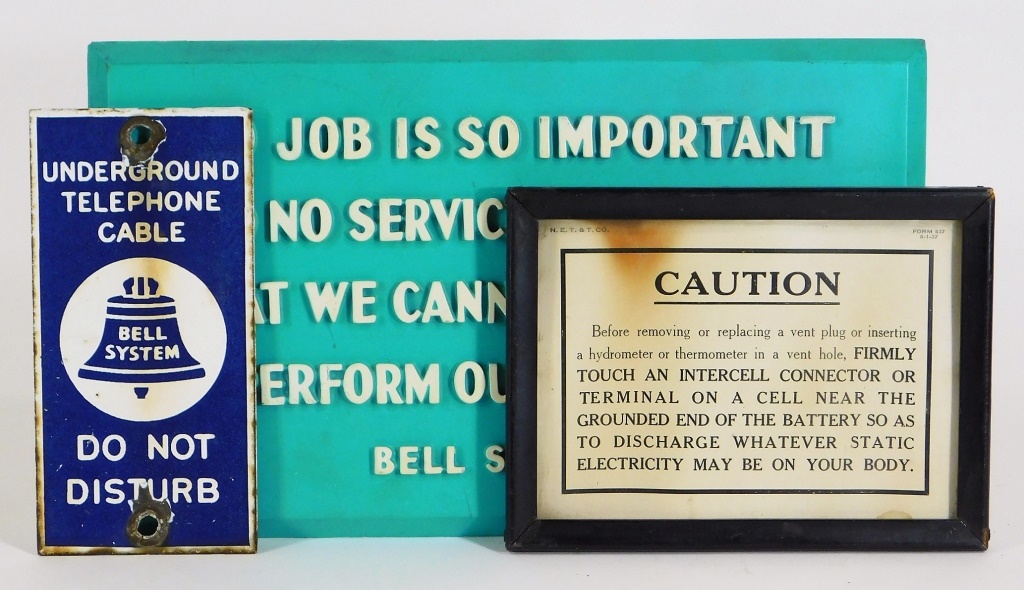 UNDERGROUND
TELEPHONE
CABLE
BELL
SYSTEM
DO NOT
DISTURB
JOB IS SO IMPORTANT
NO SERVIC
AT WE CANN
ERFORM OU
BELL S
N. E. T. & T. CO.
FORM 637
CAUTION
Before removing or replacing a vent plug or inserting
a hydrometer or thermometer in a vent hole, FIRMLY
TOUCH AN INTERCELL CONNECTOR OR
TERMINAL ON A CELL NEAR THE
GROUNDED END OF THE BATTERY SO AS
TO DISCHARGE WHATEVER STATIC
ELECTRICITY MAY BE ON YOUR BODY.